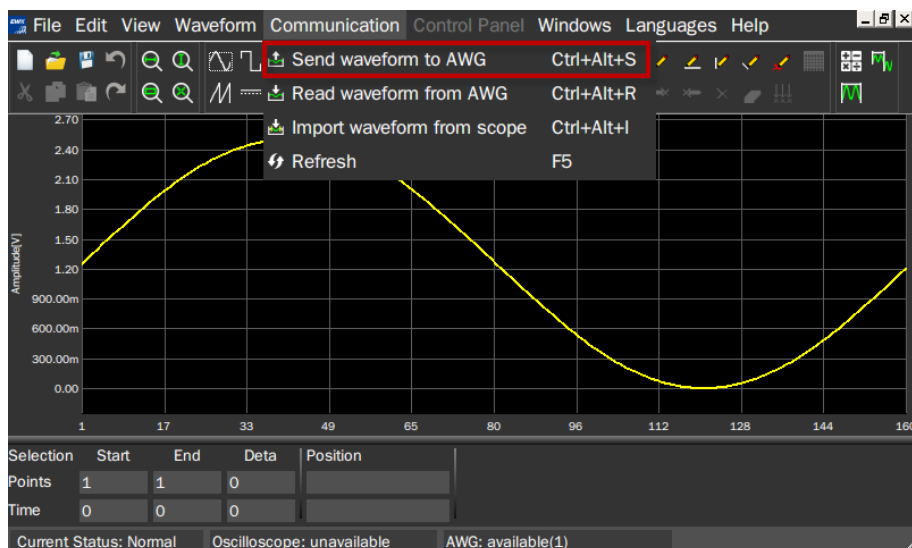 File Edit View Waveform Communication Control Panel Windows Languages Help
Send waveform to AWG Ctrl+Alt+S
Read waveform from AWG Ctrl+Alt+R
Import waveform from scope Ctrl+Alt+I
Refresh F5
2.70
2.40
2.10
1.80
1.50
1.20
900.00m
600.00m
300.00m
0.00
Amplitude[V]
1 17 33 49 65 80 96 112 128 144 160
Selection Start End Deta Position
Points 1 1 0
Time 0 0 0
Current Status: Normal Oscilloscope: unavailable AWG: available(1)